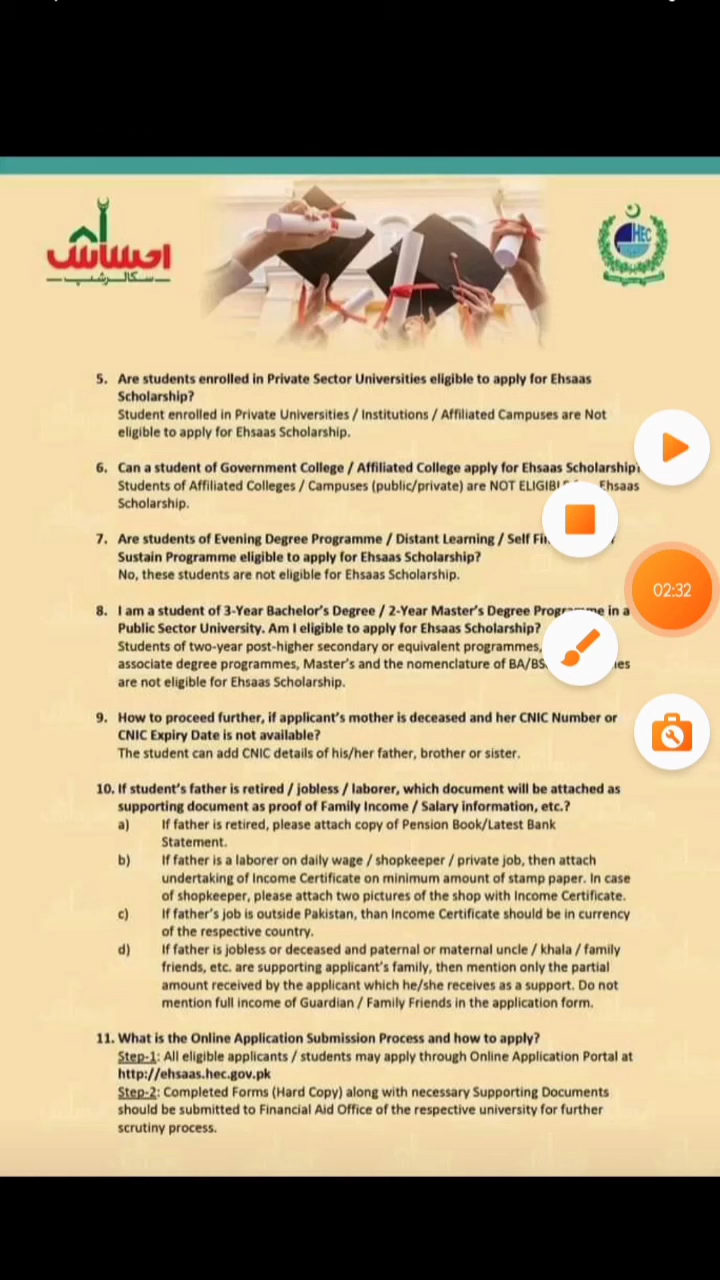 احساس
سکالرشپ
HEC
5. Are students enrolled in Private Sector Universities eligible to apply for Ehsaas
Scholarship?
Student enrolled in Private Universities / Institutions / Affiliated Campuses are Not
eligible to apply for Ehsaas Scholarship.
6. Can a student of Government College / Affiliated College apply for Ehsaas Scholarship
Students of Affiliated Colleges / Campuses (public/private) are NOT Ehsaas
Scholarship.
7. Are students of Evening Degree Programme / Distant Learning / Self
Sustain Programme eligible to apply for Ehsaas Scholarship?
No, these students are not eligible for Ehsaas Scholarship.
8. I am a student of 3-Year Bachelor's Degree / 2-Year Master's Degree Programme in a
Public Sector University. Am I eligible to apply for Ehsaas Scholarship?
Students of two-year post-higher secondary or equivalent programmes,
associate degree programmes, Master's and the nomenclature of
are not eligible for Ehsaas Scholarship.
9. How to proceed further, if applicant's mother is deceased and her CNIC Number or
CNIC Expiry Date is not available?
The student can add CNIC details of his/her father, brother or sister.
10. If student's father is retired / jobless / laborer, which document will be attached as
supporting document as proof of Family Income / Salary information, etc.?
a) If father is retired, please attach copy of Pension Book/Latest Bank
Statement.
b) If father is a laborer on daily wage / shopkeeper / private job, then attach
undertaking of Income Certificate on minimum amount of stamp paper. In case
of shopkeeper, please attach two pictures of the shop with Income Certificate.
c) If father's job is outside Pakistan, than Income Certificate should be in currency
of the respective country.
d) If father is jobless or deceased and paternal or maternal uncle / khala / family
friends, etc. are supporting applicant's family, then mention only the partial
amount received by the applicant which he/she receives as a support. Do not
mention full income of Guardian / Family Friends in the application form.
11. What is the Online Application Submission Process and how to apply?
Step-1: All eligible applicants / students may apply through Online Application Portal at
http://ehsaas.hec.gov.pk
Step-2: Completed Forms (Hard Copy) along with necessary Supporting Documents
should be submitted to Financial Aid Office of the respective university for further
scrutiny process.
02:32